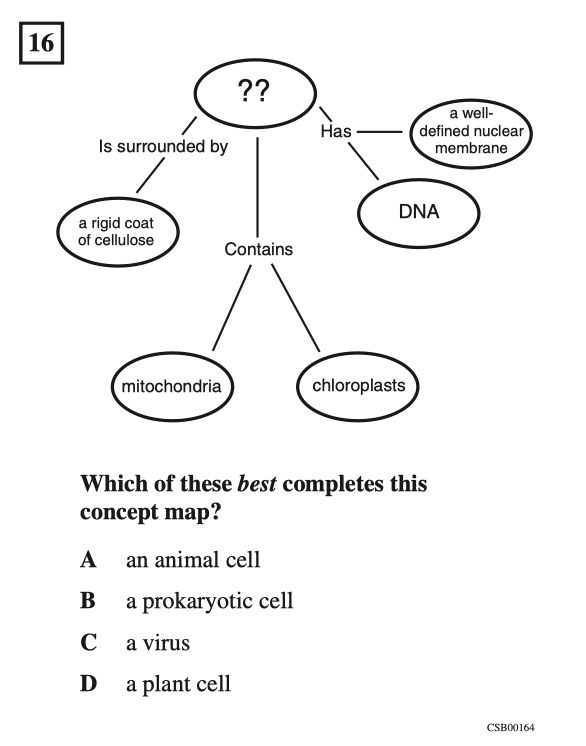 16
??
Is surrounded by
Has
a well-
defined nuclear
membrane
a rigid coat
of cellulose
DNA
Contains
mitochondria
chloroplasts
Which of these best completes this
concept map?
A an animal cell
B a prokaryotic cell
C a virus
D a plant cell
CSB00164